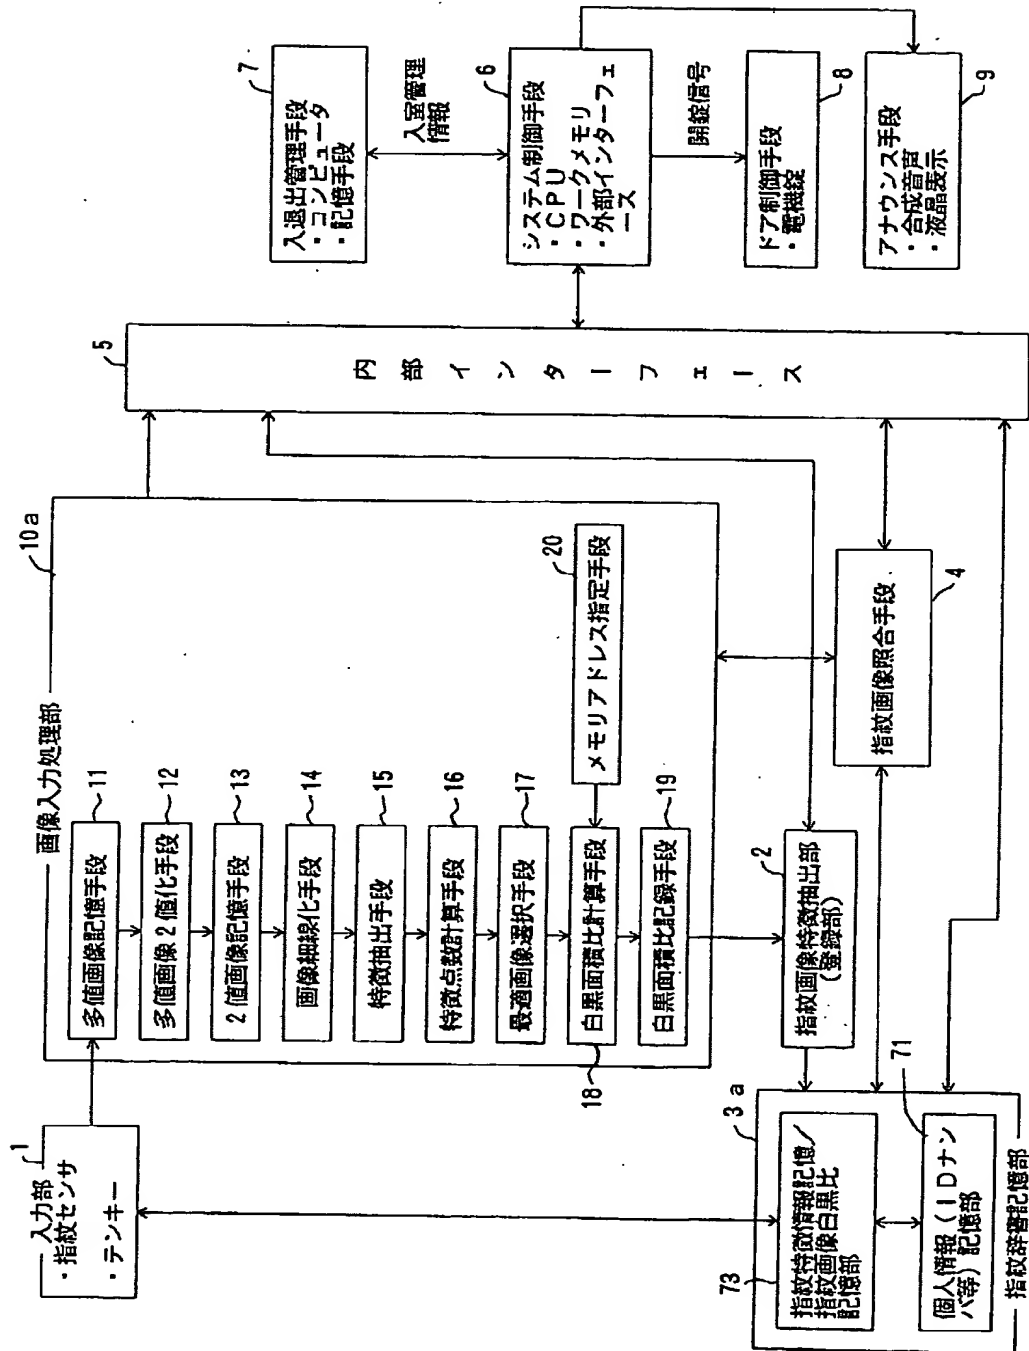 1
入力部
・指紋センサ
・テンキー
画像入力処理部
10a
多値画像記憶手段
11
多値画像2値化手段
12
2値画像記憶手段
13
画像細線化手段
14
特徴抽出手段
15
特徴点数計算手段
16
最適画像選択手段
17
白黒面積比計算手段
18
メモリアドレス指定手段
20
白黒面積比記録手段
19
2
指紋画像特徴抽出部
(登録部)
3a
73
指紋特徴情報記憶/
指紋画像白黒比
記憶部
71
個人情報(IDナン
バ等)記憶部
指紋辞書記憶部
指紋画像照合手段
4
5
内部インターフェース
7
入退出管理手段
・コンピュータ
・記憶手段
入室管理
情報
6
システム制御手段
・CPU
・ワークメモリ
・外部インターフェ
ース
開錠信号
ドア制御手段
・電機錠
8
アナウンス手段
・合成音声
・液晶表示
9